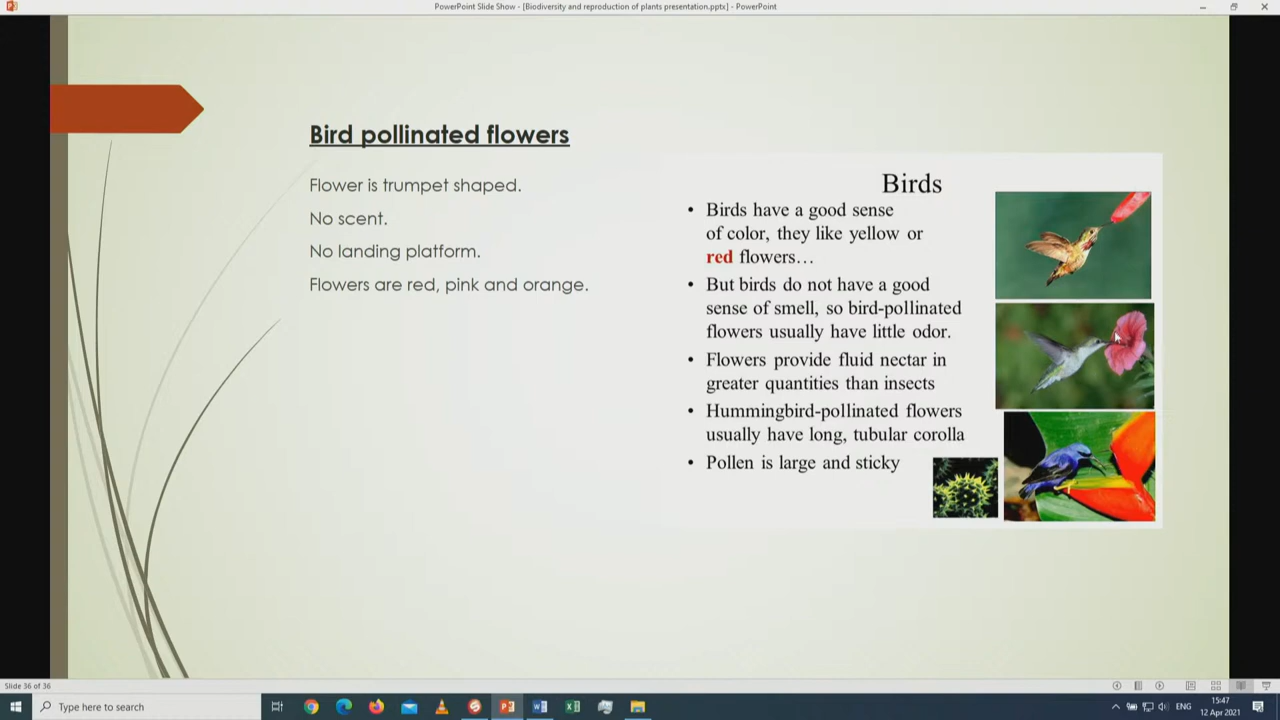 PowerPoint Slide Show - [Biodiversity and reproduction of plants presentation.pptx] - PowerPoint
Bird pollinated flowers
Flower is trumpet shaped.
No scent.
No landing platform.
Flowers are red, pink and orange.
Birds
• Birds have a good sense
of color, they like yellow or
red flowers…
• But birds do not have a good
sense of smell, so bird-pollinated
flowers usually have little odor.
• Flowers provide fluid nectar in
greater quantities than insects
• Hummingbird-pollinated flowers
usually have long, tubular corolla
• Pollen is large and sticky
Slide 36 of 36
Type here to search
ENG
15:47
12 Apr 2021